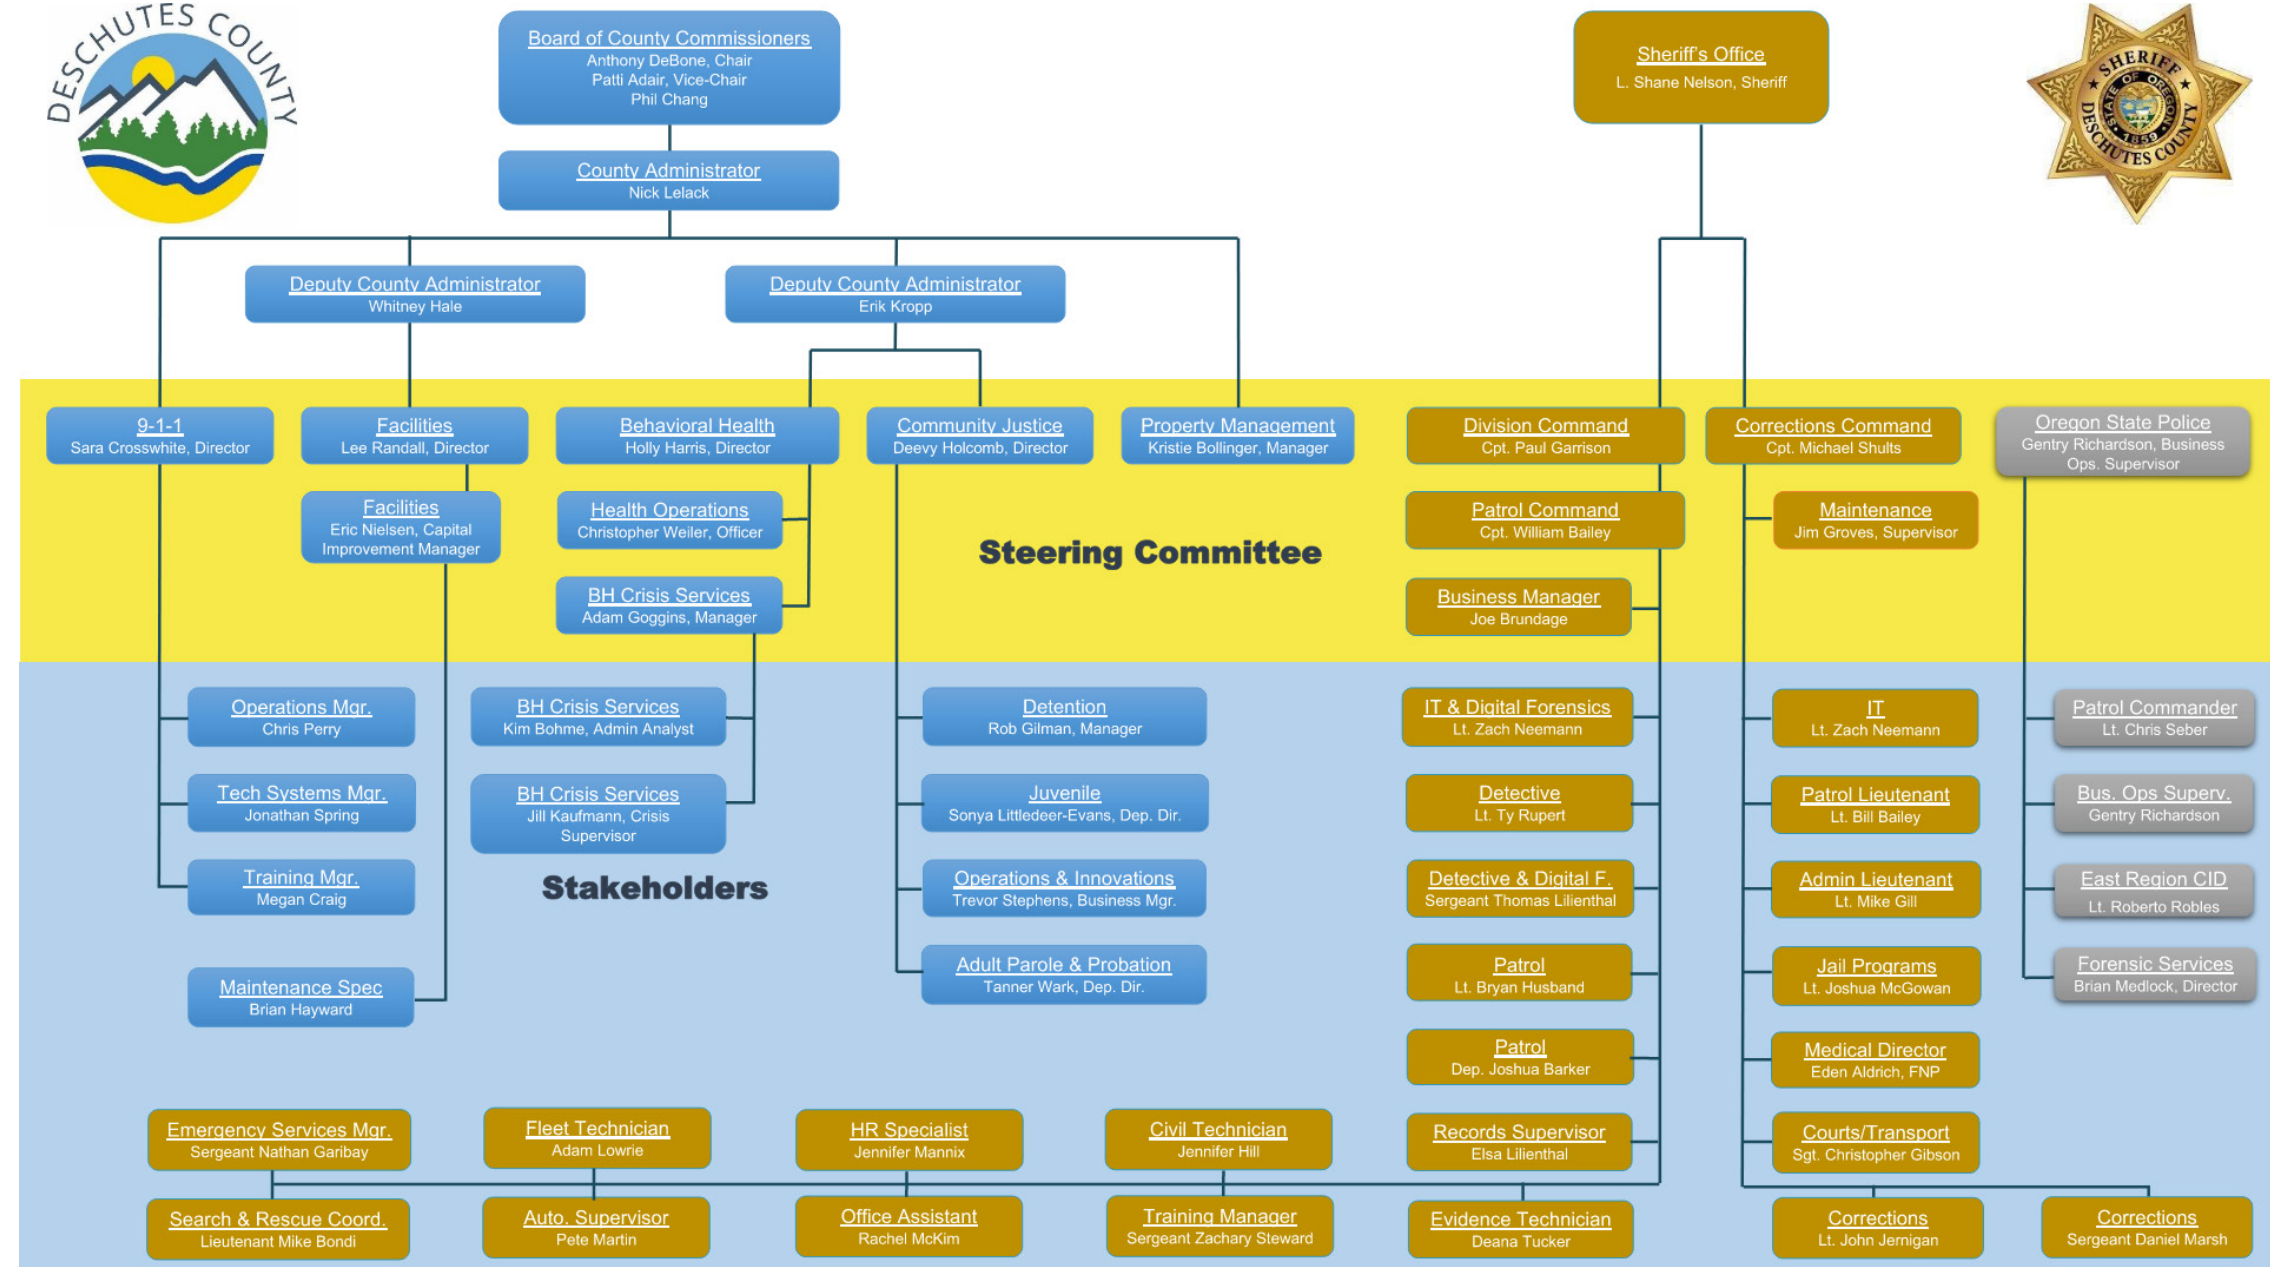 DESCHUTES COUNTY
Board of County Commissioners
Anthony DeBone, Chair
Patti Adair, Vice-Chair
Phil Chang
Sheriff's Office
L. Shane Nelson, Sheriff
SHERIFF
STATE OF OREGON
1859
DESCHUTES COUNTY
County Administrator
Nick Lelack
Deputy County Administrator
Whitney Hale
Deputy County Administrator
Erik Kropp
9-1-1
Sara Crosswhite, Director
Facilities
Lee Randall, Director
Behavioral Health
Holly Harris, Director
Community Justice
Deevy Holcomb, Director
Property Management
Kristie Bollinger, Manager
Division Command
Cpt. Paul Garrison
Corrections Command
Cpt. Michael Shults
Oregon State Police
Gentry Richardson, Business
Ops. Supervisor
Facilities
Eric Nielsen, Capital
Improvement Manager
Health Operations
Christopher Weiler, Officer
Patrol Command
Cpt. William Bailey
Maintenance
Jim Groves, Supervisor
Steering Committee
BH Crisis Services
Adam Goggins, Manager
Business Manager
Joe Brundage
Operations Mgr.
Chris Perry
BH Crisis Services
Kim Bohme, Admin Analyst
Detention
Rob Gilman, Manager
IT & Digital Forensics
Lt. Zach Neemann
IT
Lt. Zach Neemann
Patrol Commander
Lt. Chris Seber
Tech Systems Mgr.
Jonathan Spring
BH Crisis Services
Jill Kaufmann, Crisis
Supervisor
Juvenile
Sonya Littledeer-Evans, Dep. Dir.
Detective
Lt. Ty Rupert
Patrol Lieutenant
Lt. Bill Bailey
Bus. Ops Superv.
Gentry Richardson
Training Mgr.
Megan Craig
Stakeholders
Operations & Innovations
Trevor Stephens, Business Mgr.
Detective & Digital F.
Sergeant Thomas Lilienthal
Admin Lieutenant
Lt. Mike Gill
East Region CID
Lt. Roberto Robles
Maintenance Spec
Brian Hayward
Adult Parole & Probation
Tanner Wark, Dep. Dir.
Patrol
Lt. Bryan Husband
Jail Programs
Lt. Joshua McGowan
Forensic Services
Brian Medlock, Director
Patrol
Dep. Joshua Barker
Medical Director
Eden Aldrich, FNP
Emergency Services Mgr.
Sergeant Nathan Garibay
Fleet Technician
Adam Lowrie
HR Specialist
Jennifer Mannix
Civil Technician
Jennifer Hill
Records Supervisor
Elsa Lilienthal
Courts/Transport
Sgt. Christopher Gibson
Search & Rescue Coord.
Lieutenant Mike Bondi
Auto. Supervisor
Pete Martin
Office Assistant
Rachel McKim
Training Manager
Sergeant Zachary Steward
Evidence Technician
Deana Tucker
Corrections
Lt. John Jernigan
Corrections
Sergeant Daniel Marsh